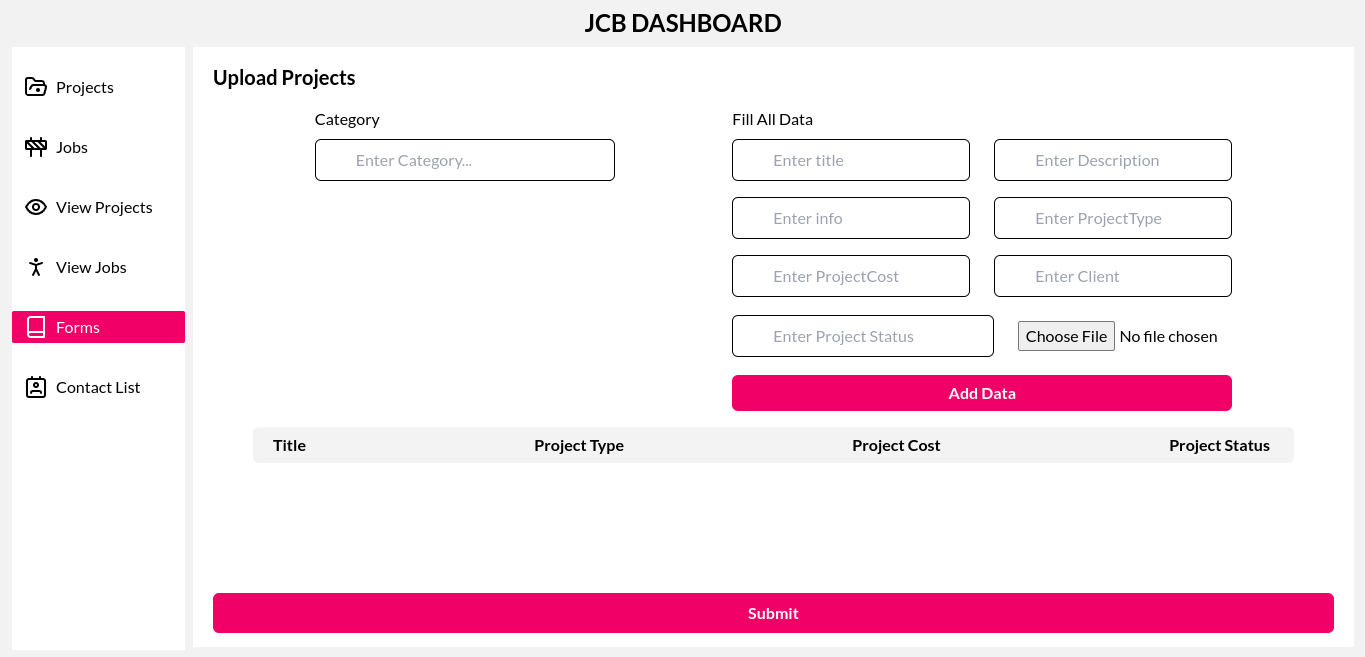 JCB DASHBOARD
Projects
Jobs
View Projects
View Jobs
Forms
Contact List
Upload Projects
Category
Enter Category...
Fill All Data
Enter title
Enter Description
Enter info
Enter ProjectType
Enter ProjectCost
Enter Client
Enter Project Status
Choose File No file chosen
Add Data
Title Project Type Project Cost Project Status
Submit